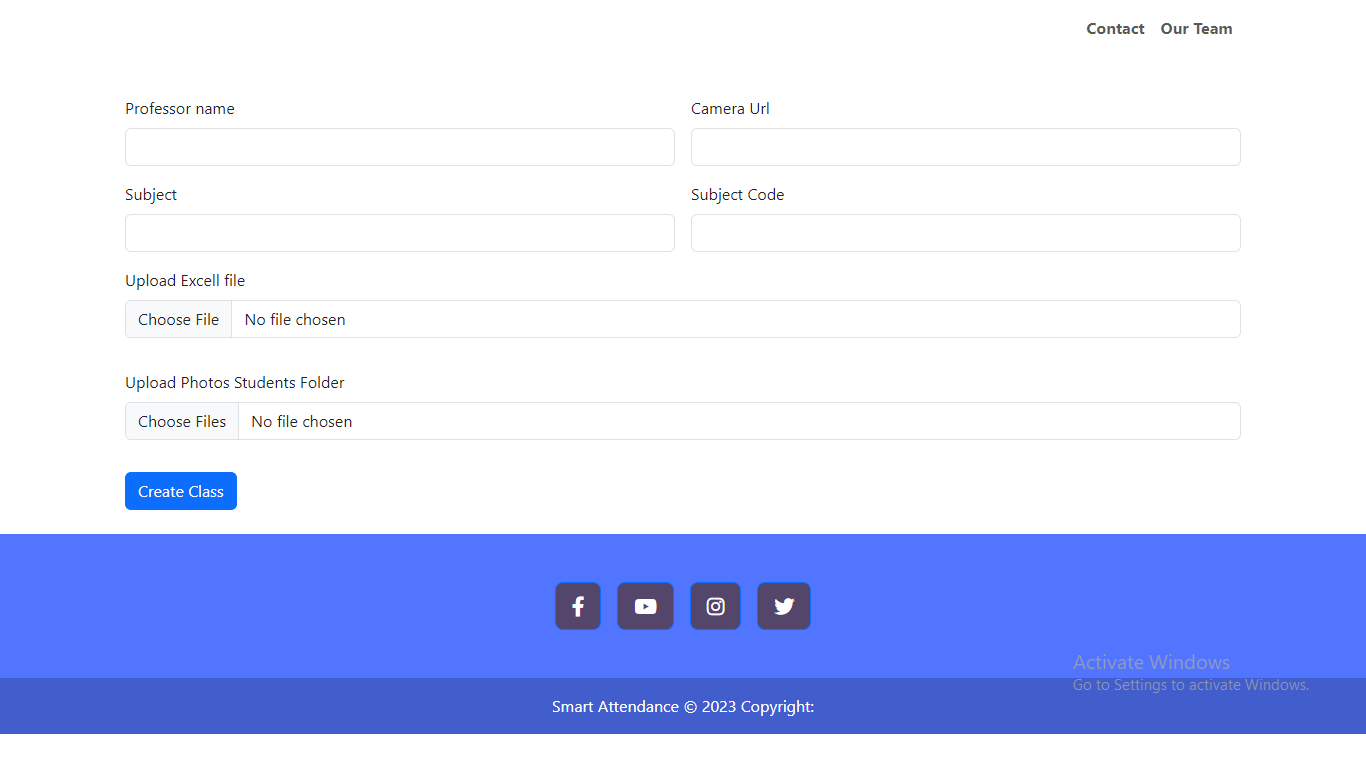 Contact Our Team
Professor name
Camera Url
Subject
Subject Code
Upload Excell file
Choose File No file chosen
Upload Photos Students Folder
Choose Files No file chosen
Create Class
Activate Windows
Go to Settings to activate Windows.
Smart Attendance © 2023 Copyright: